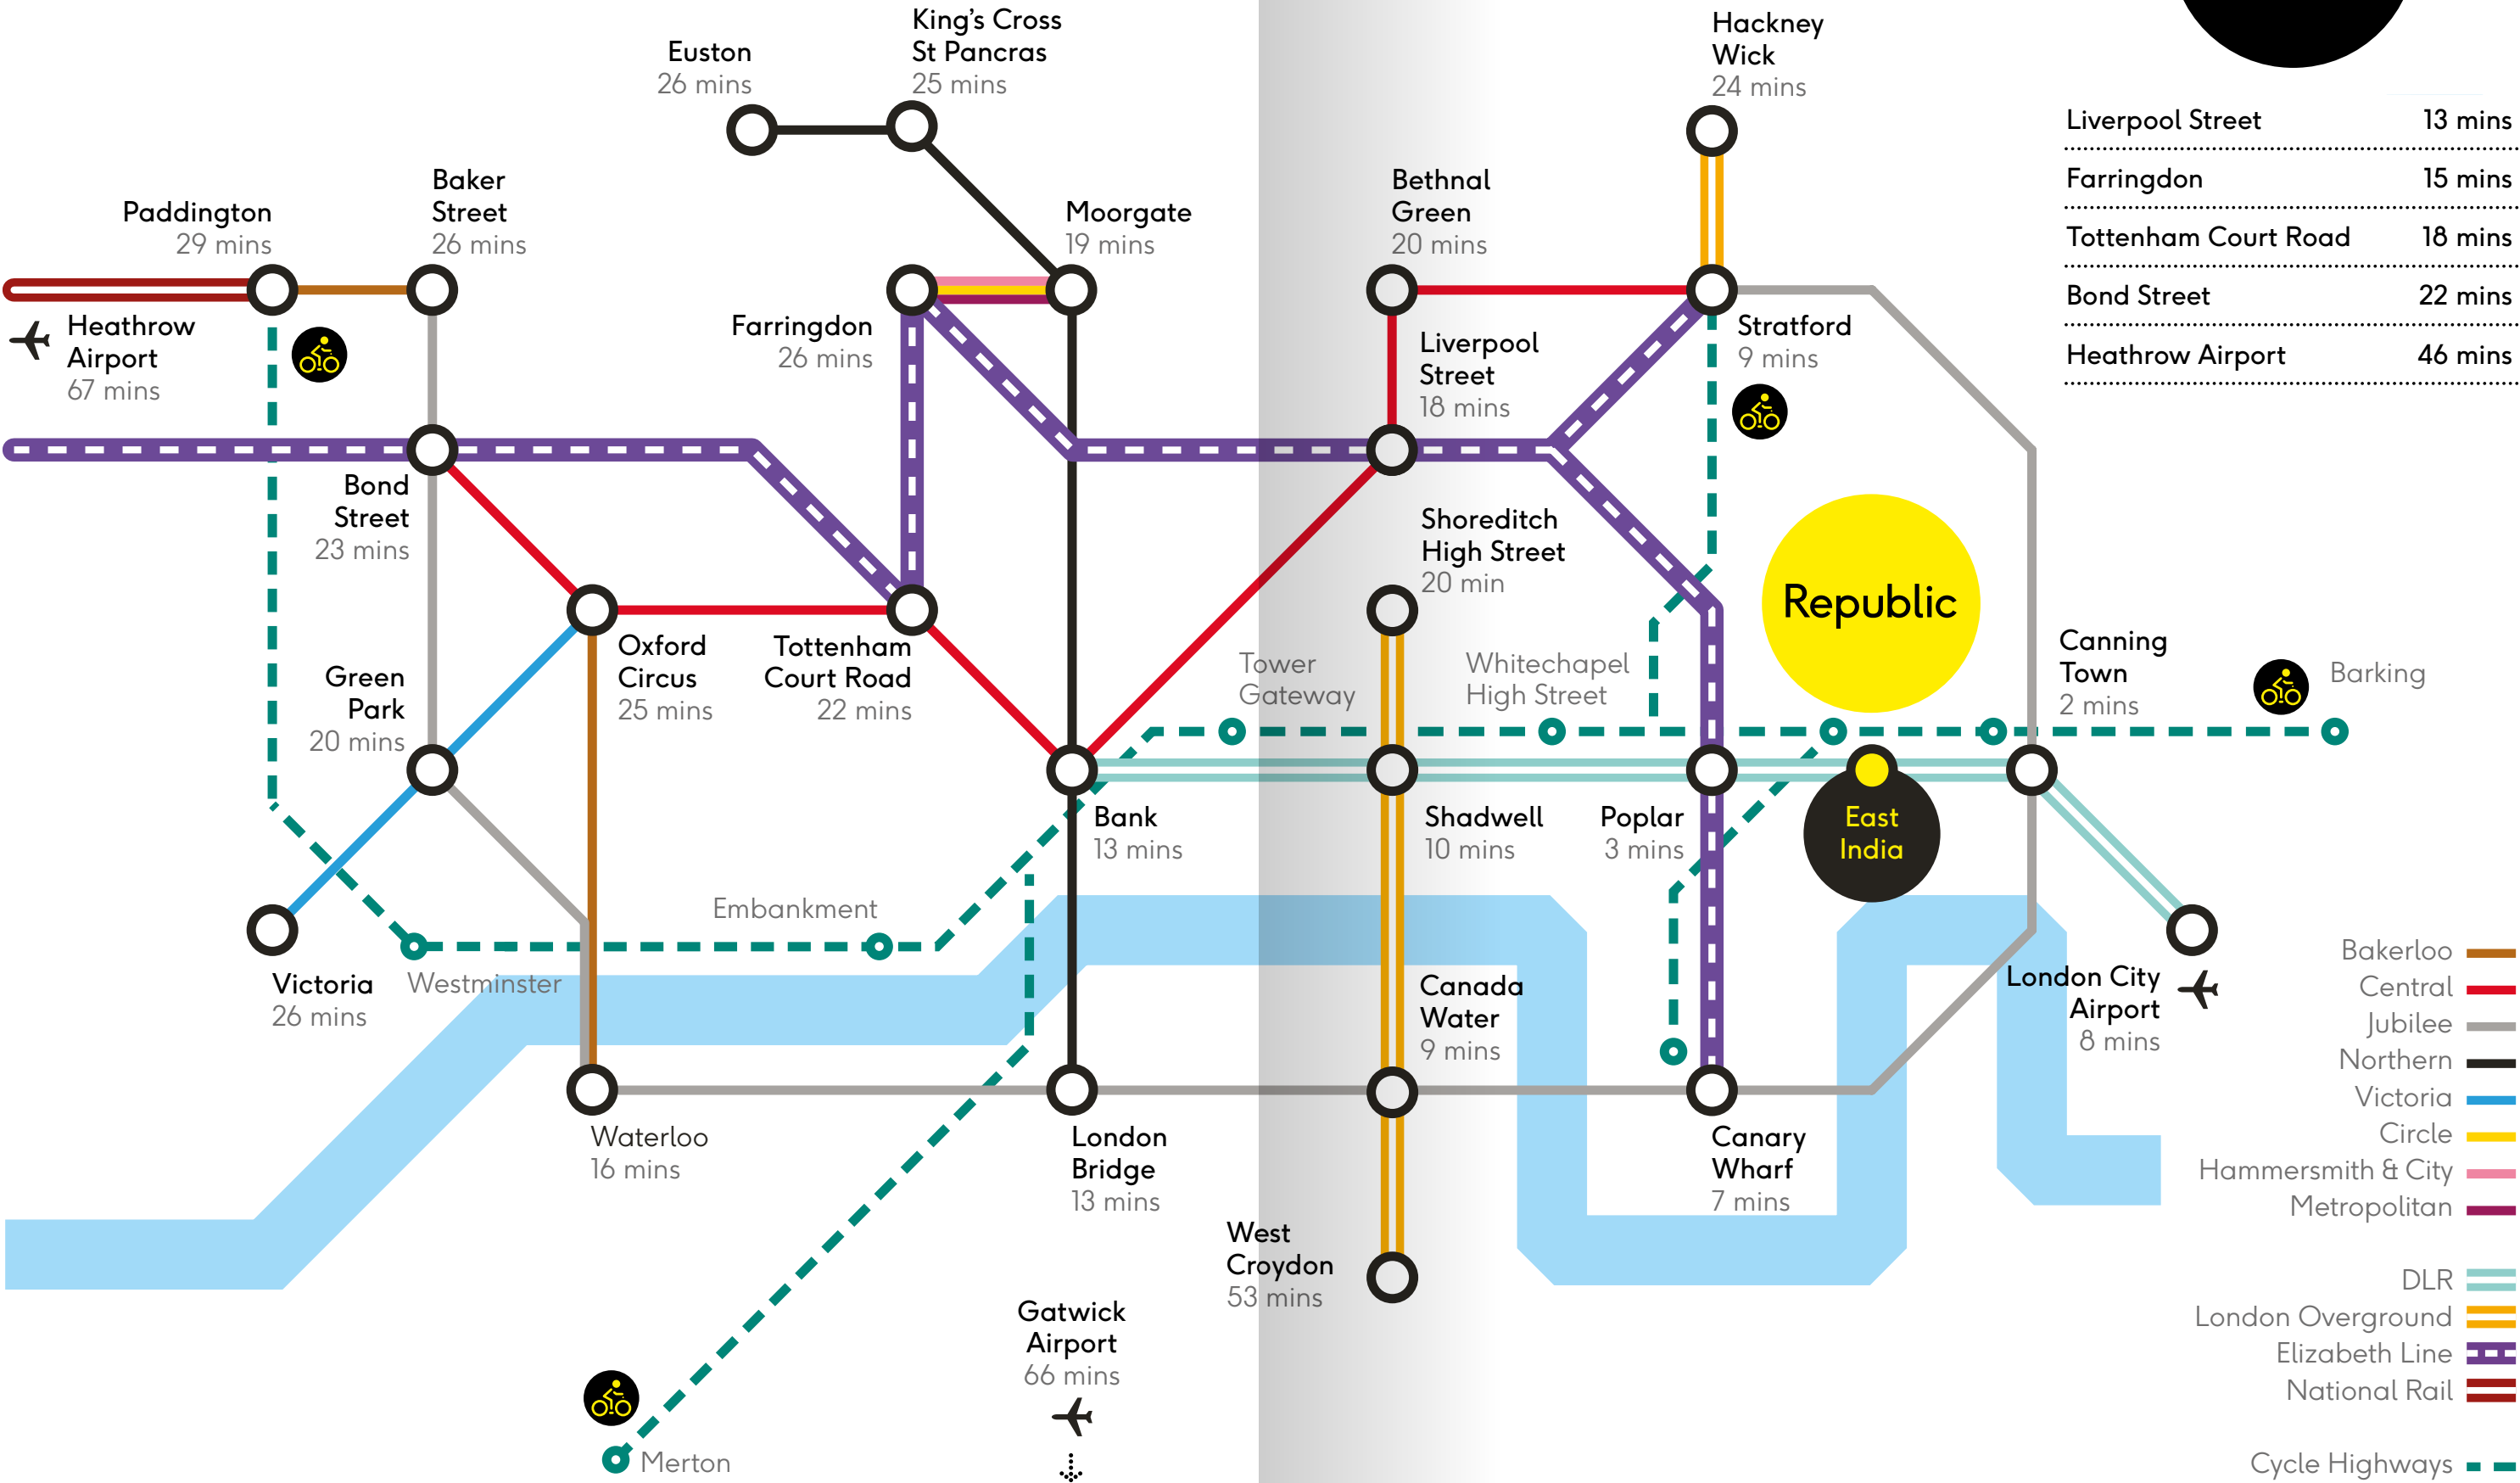 King's Cross
St Pancras
25 mins
Euston
26 mins
Hackney
Wick
24 mins
Liverpool Street 13 mins
Farringdon 15 mins
Tottenham Court Road 18 mins
Bond Street 22 mins
Heathrow Airport 46 mins
Paddington
29 mins
Baker
Street
26 mins
Moorgate
19 mins
Bethnal
Green
20 mins
Heathrow
Airport
67 mins
Farringdon
26 mins
Liverpool
Street
18 mins
Stratford
9 mins
Bond
Street
23 mins
Shoreditch
High Street
20 min
Republic
Oxford
Circus
25 mins
Tottenham
Court Road
22 mins
Green
Park
20 mins
Tower
Gateway
Whitechapel
High Street
Canning
Town
2 mins
Barking
Bank
13 mins
Shadwell
10 mins
Poplar
3 mins
East
India
Embankment
Victoria
26 mins
Westminster
Canada
Water
9 mins
London City
Airport
8 mins
Waterloo
16 mins
London
Bridge
13 mins
Canary
Wharf
7 mins
West
Croydon
53 mins
Gatwick
Airport
66 mins
Merton
Bakerloo
Central
Jubilee
Northern
Victoria
Circle
Hammersmith & City
Metropolitan
DLR
London Overground
Elizabeth Line
National Rail
Cycle Highways